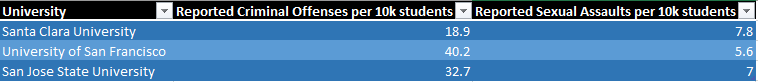 University Reported Criminal Offenses per 10k students Reported Sexual Assaults per 10k students
Santa Clara University 18.9 7.8
University of San Francisco 40.2 5.6
San Jose State University 32.7 7